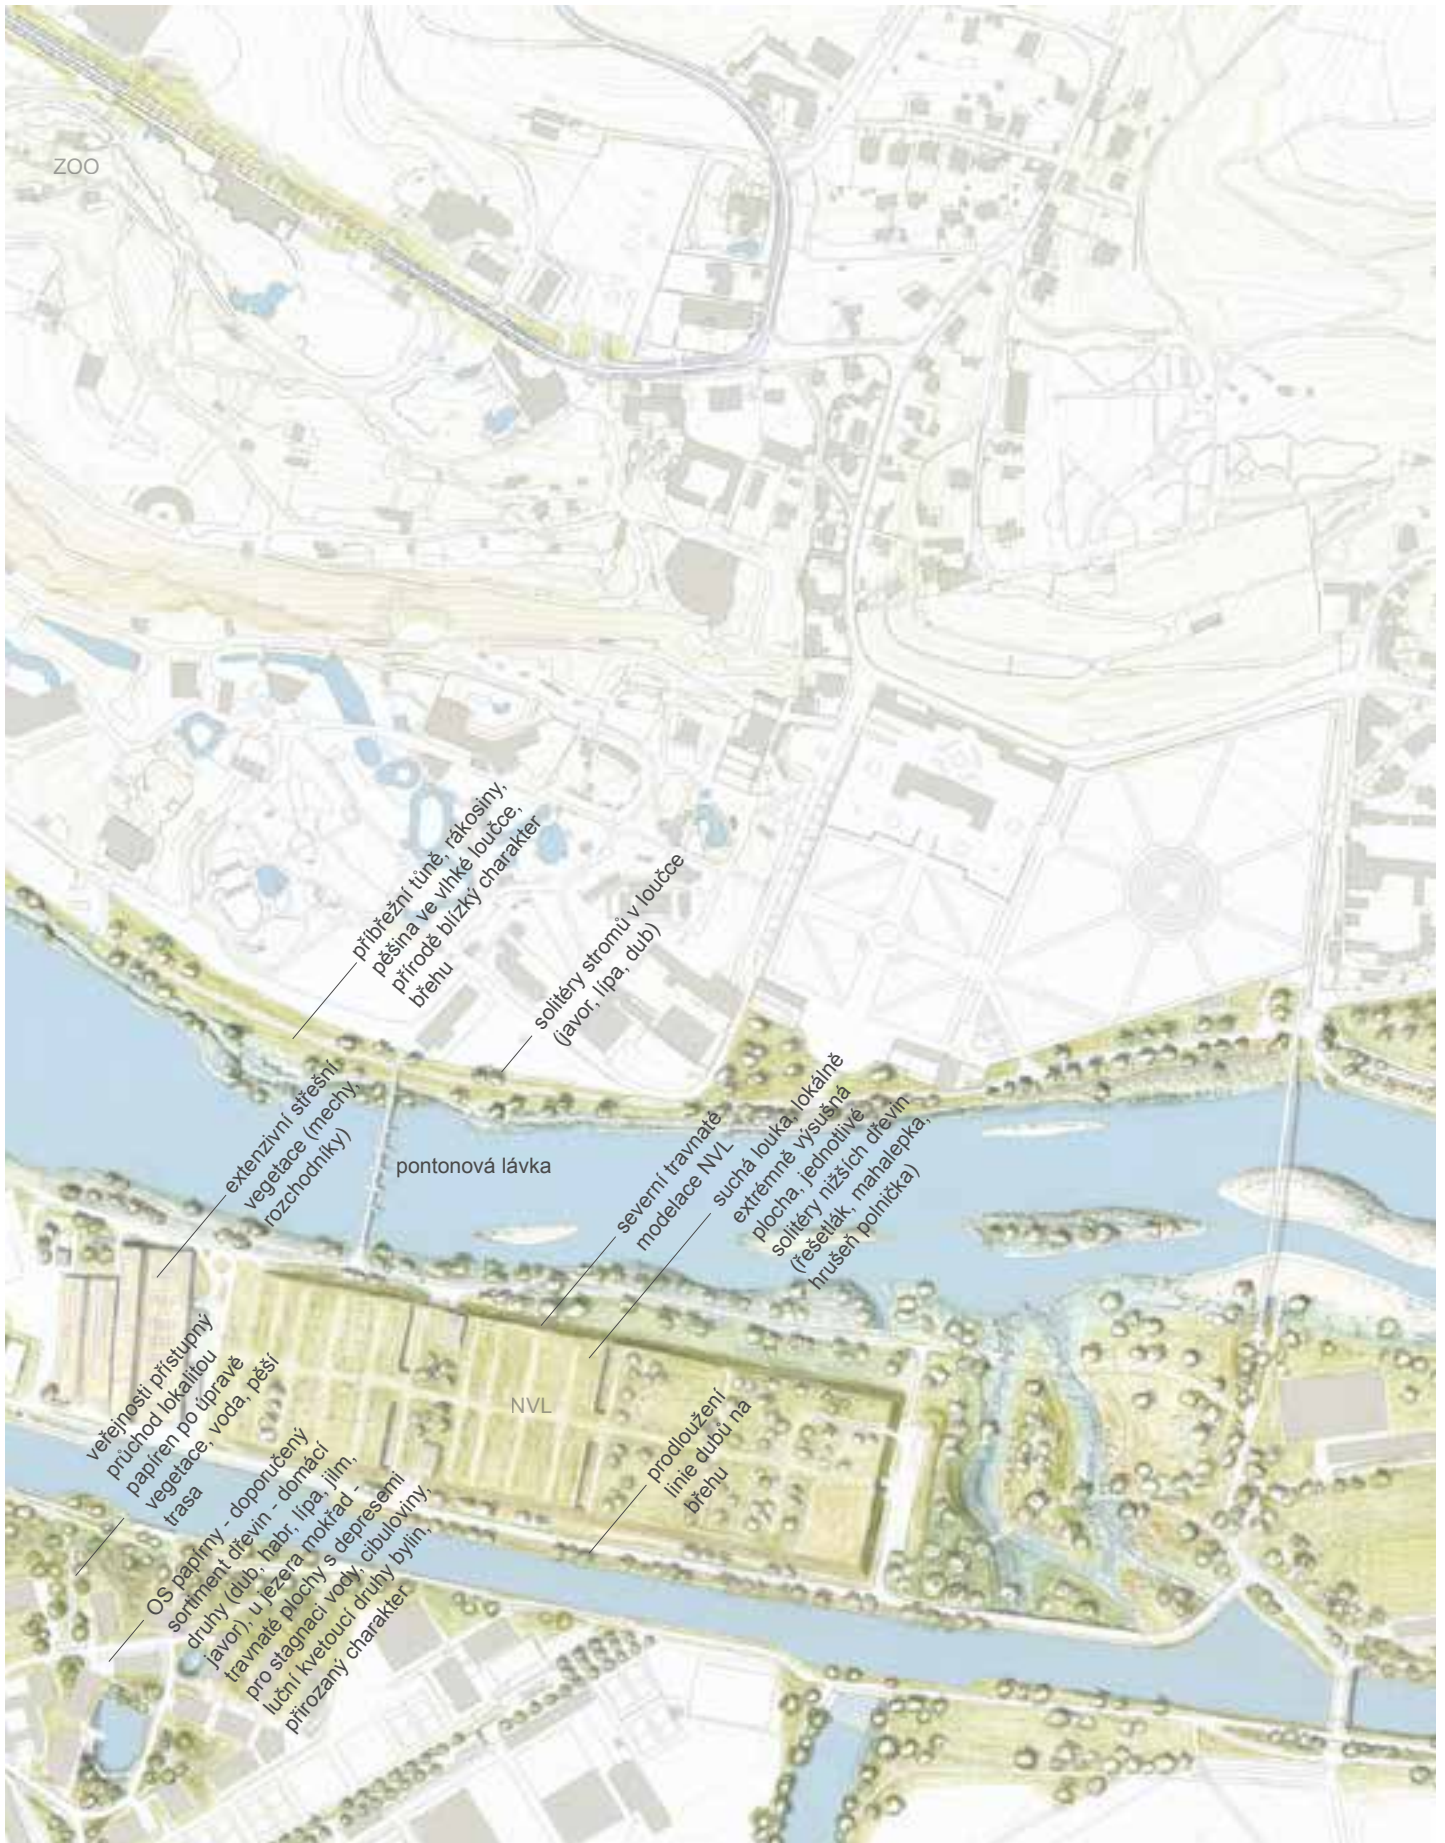 ZOO
příbřežní tůně, rákosiny,
pěšina ve vlhké loučce,
přírodě blízký charakter
břehu
solitéry stromů v loučce
(javor, lípa, dub)
extenzivní střešní
vegetace (mechy,
rozchodníky)
pontonová lávka
severní travnaté
modelace NVL
suchá louka, lokálně
extrémně výsušná
plocha, jednotlivé
solitéry nižších dřevin
(řešetlák, mahalepka,
hrušeň polnička)
veřejnosti přístupný
průchod lokalitou
papíren po úpravě
vegetace, voda, pěší
trasa
NVL
prodloužení
linie dubů na
břehu
OS papírny - doporučený
sortiment dřevin - domácí
druhy (dub, habr, lípa, jilm,
javor), u jezera mokřad -
travnaté plochy s depresemi
pro stagnaci vody, cibuloviny,
luční kvetoucí druhy bylin,
přirozaný charakter